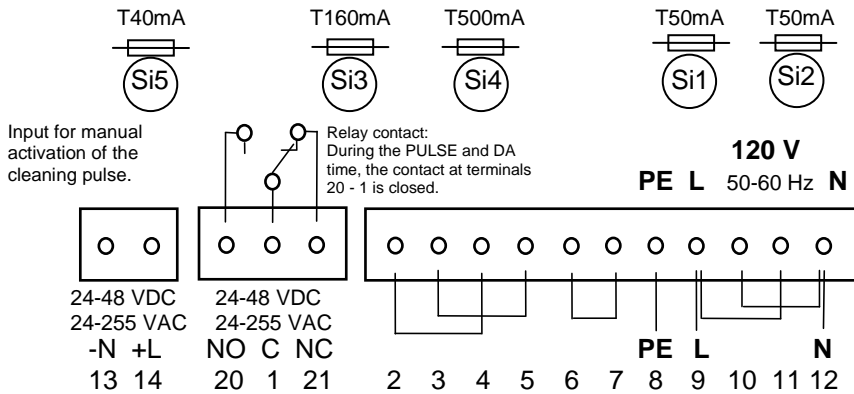 T40mA T160mA T500mA T50mA T50mA
Si5 Si3 Si4 Si1 Si2
Input for manual
activation of the
cleaning pulse.
Relay contact:
During the PULSE and DA
time, the contact at terminals
20 - 1 is closed.
120 V
PE L 50-60 Hz N
24-48 VDC 24-48 VDC
24-255 VAC 24-255 VAC
-N +L NO C NC PE L N
13 14 20 1 21 2 3 4 5 6 7 8 9 10 11 12